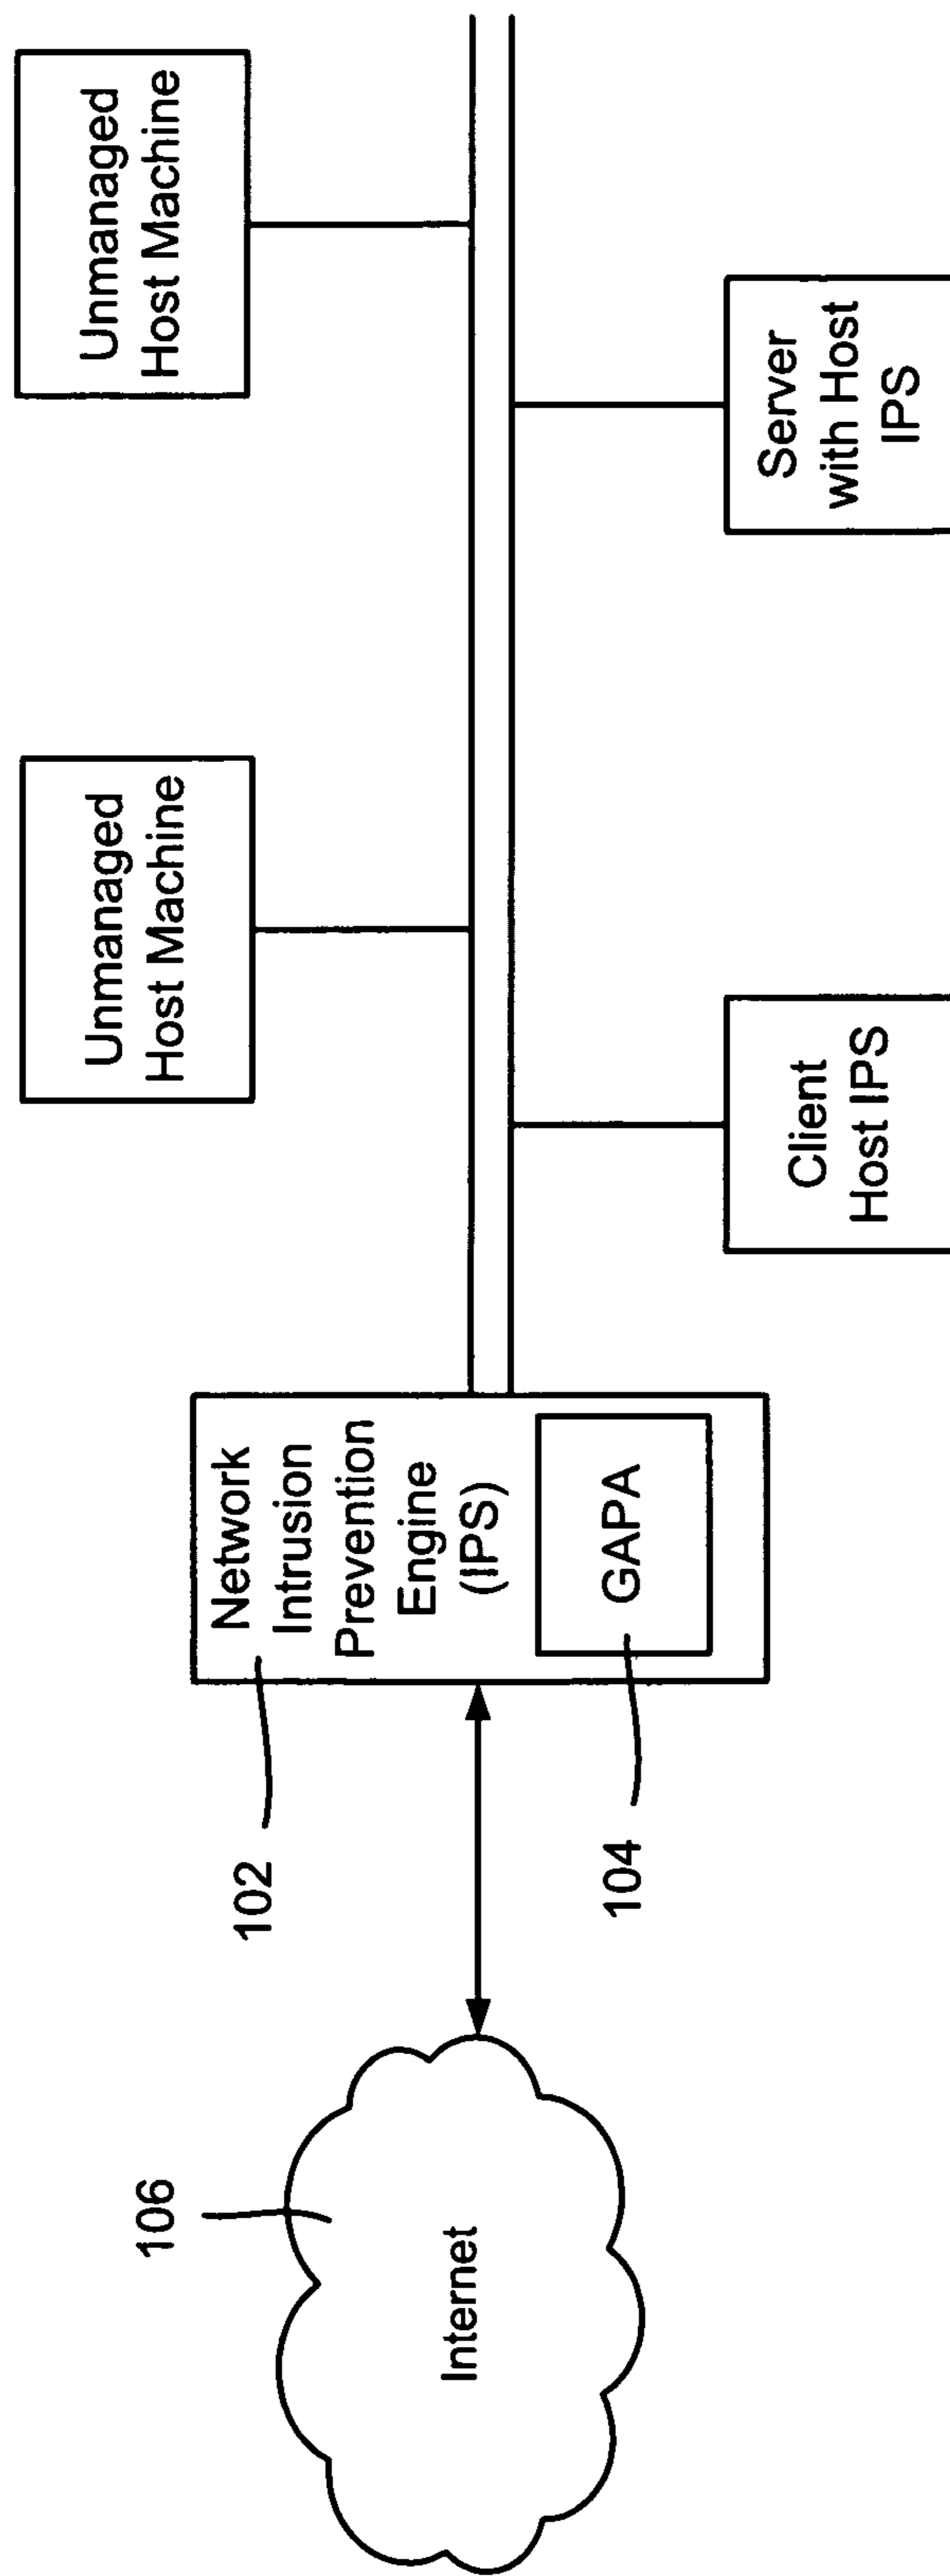 Unmanaged
Host Machine
Unmanaged
Host Machine
Network
Intrusion
Prevention
Engine
(IPS)
GAPA
102
104
106
Internet
Client
Host IPS
Server
with Host
IPS